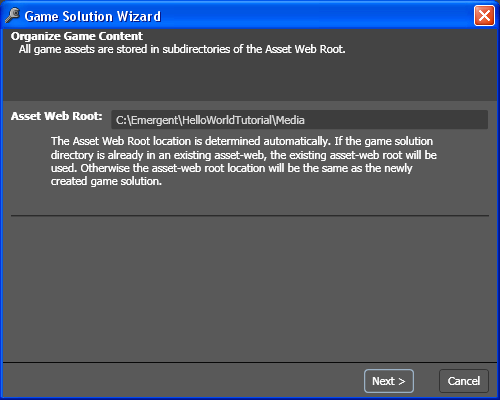 Game Solution Wizard
Organize Game Content
All game assets are stored in subdirectories of the Asset Web Root.
Asset Web Root: C:\Emergent\HelloWorldTutorial\Media
The Asset Web Root location is determined automatically. If the game solution
directory is already in an existing asset-web, the existing asset-web root will be
used. Otherwise the asset-web root location will be the same as the newly
created game solution.
Next > Cancel